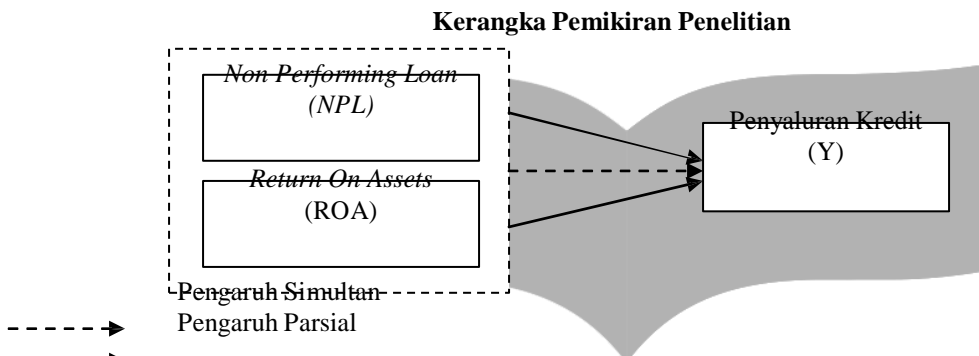 Kerangka Pemikiran Penelitian
Non Performing Loan
(NPL)
Penyaluran Kredit
(Y)
Return On Assets
(ROA)
Pengaruh Simultan
Pengaruh Parsial